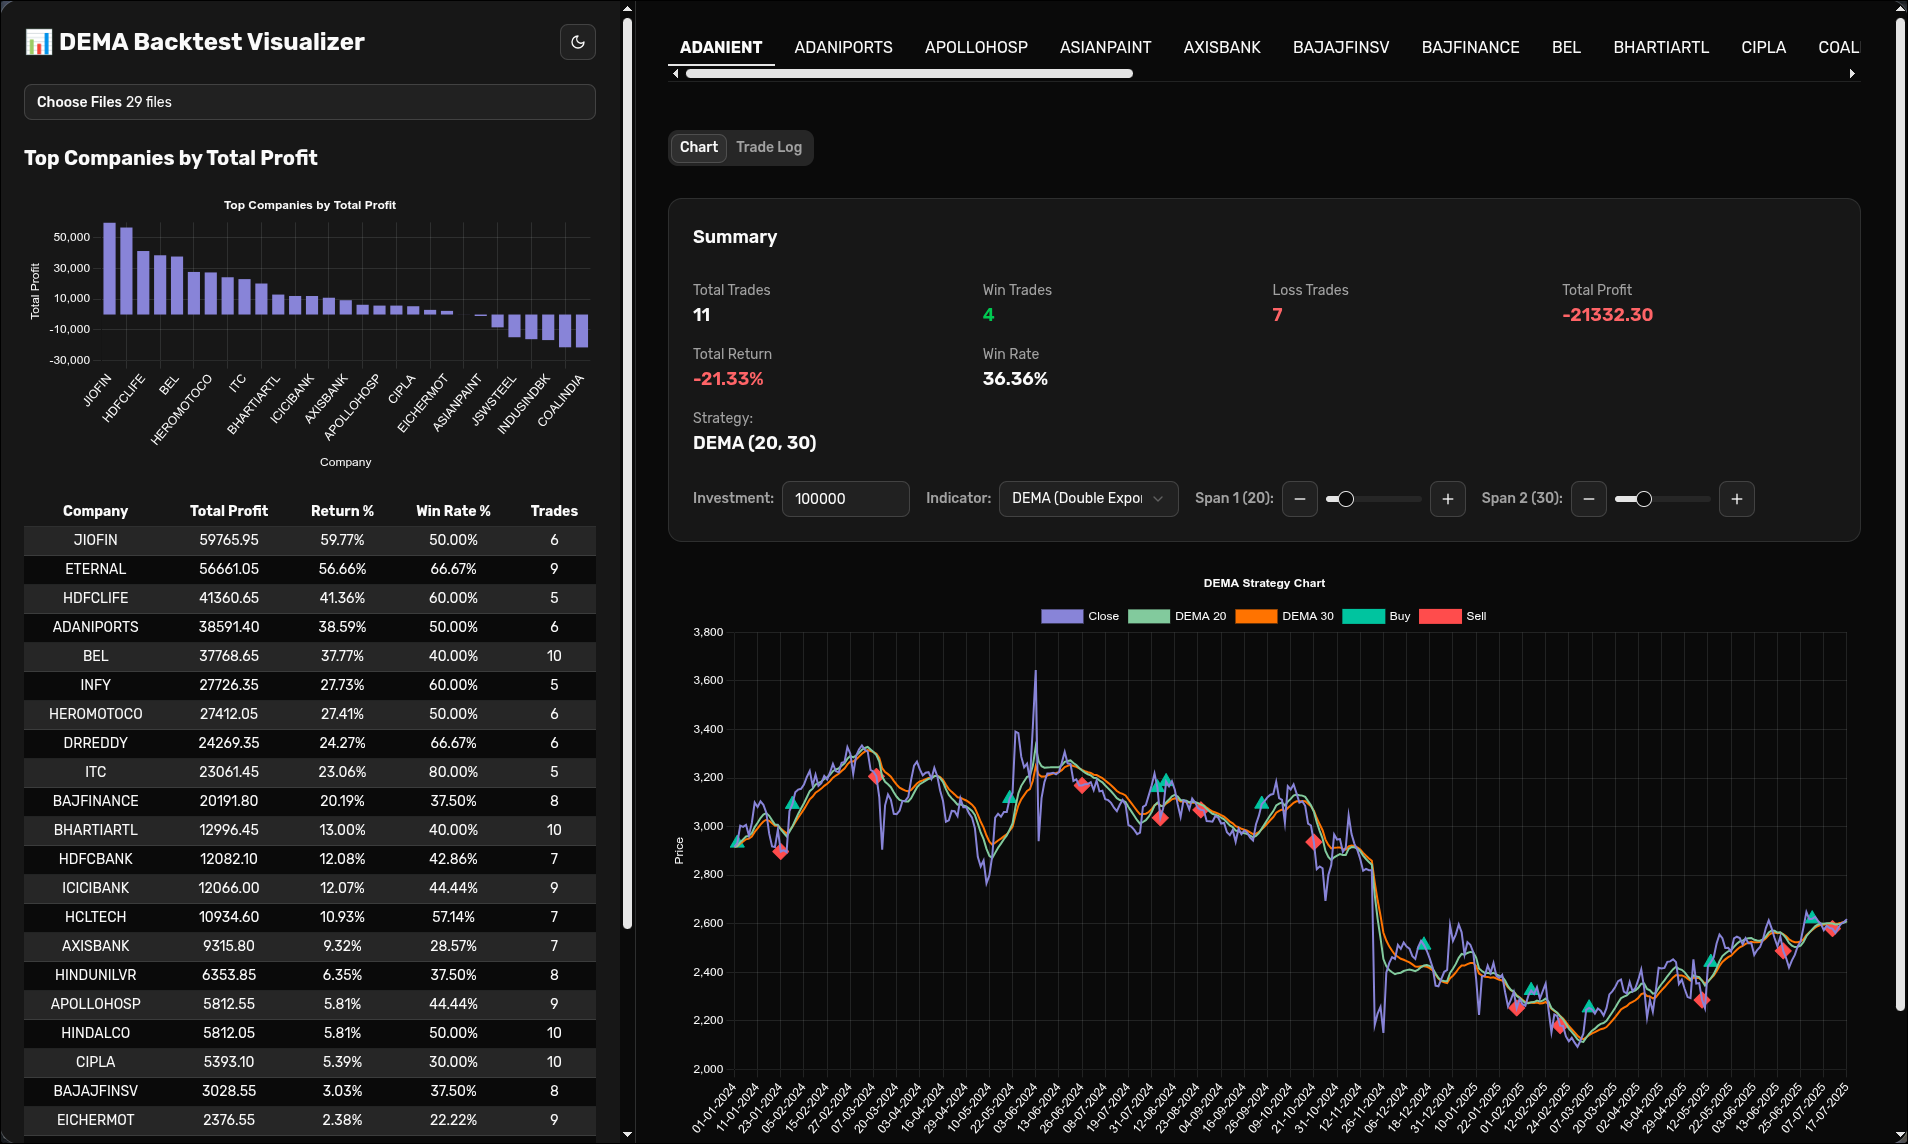 📊 DEMA Backtest Visualizer
Choose Files 29 files
Top Companies by Total Profit
Top Companies by Total Profit
Total Profit
50,000
30,000
10,000
-10,000
-30,000
JIOFIN
HDFCLIFE
BEL
HEROMOTOCO
ITC
BHARTIARTL
ICICIBANK
AXISBANK
APOLLOHOSP
CIPLA
EICHERMOT
ASIANPAINT
JSWSTEEL
INDUSINDBK
COALINDIA
Company
Company Total Profit Return % Win Rate % Trades
JIOFIN 59765.95 59.77% 50.00% 6
ETERNAL 56661.05 56.66% 66.67% 9
HDFCLIFE 41360.65 41.36% 60.00% 5
ADANIPORTS 38591.40 38.59% 50.00% 6
BEL 37768.65 37.77% 40.00% 10
INFY 27726.35 27.73% 60.00% 5
HEROMOTOCO 27412.05 27.41% 50.00% 6
DRREDDY 24269.35 24.27% 66.67% 6
ITC 23061.45 23.06% 80.00% 5
BAJFINANCE 20191.80 20.19% 37.50% 8
BHARTIARTL 12996.45 13.00% 40.00% 10
HDFCBANK 12082.10 12.08% 42.86% 7
ICICIBANK 12066.00 12.07% 44.44% 9
HCLTECH 10934.60 10.93% 57.14% 7
AXISBANK 9315.80 9.32% 28.57% 7
HINDUNILVR 6353.85 6.35% 37.50% 8
APOLLOHOSP 5812.55 5.81% 44.44% 9
HINDALCO 5812.05 5.81% 50.00% 10
CIPLA 5393.10 5.39% 30.00% 10
BAJAJFINSV 3028.55 3.03% 37.50% 8
EICHERMOT 2376.55 2.38% 22.22% 9
ADANIENT ADANIPORTS APOLLOHOSP ASIANPAINT AXISBANK BAJAJFINSV BAJFINANCE BEL BHARTIARTL CIPLA COAL
Chart Trade Log
Summary
Total Trades Win Trades Loss Trades Total Profit
11 4 7 -21332.30
Total Return Win Rate
-21.33% 36.36%
Strategy:
DEMA (20, 30)
Investment: 100000 Indicator: DEMA (Double Expo Span 1 (20): − + Span 2 (30): − +
DEMA Strategy Chart
Close DEMA 20 DEMA 30 Buy Sell
Price
3,800
3,600
3,400
3,200
3,000
2,800
2,600
2,400
2,200
2,000
01-01-2024
11-01-2024
23-01-2024
05-02-2024
15-02-2024
27-02-2024
07-03-2024
20-03-2024
03-04-2024
16-04-2024
29-04-2024
10-05-2024
22-05-2024
03-06-2024
13-06-2024
26-06-2024
08-07-2024
19-07-2024
31-07-2024
12-08-2024
23-08-2024
04-09-2024
16-09-2024
26-09-2024
09-10-2024
21-10-2024
31-10-2024
12-11-2024
26-11-2024
06-12-2024
18-12-2024
31-12-2024
10-01-2025
22-01-2025
01-02-2025
12-02-2025
24-02-2025
07-03-2025
20-03-2025
02-04-2025
16-04-2025
29-04-2025
12-05-2025
22-05-2025
03-06-2025
13-06-2025
25-06-2025
07-07-2025
17-07-2025